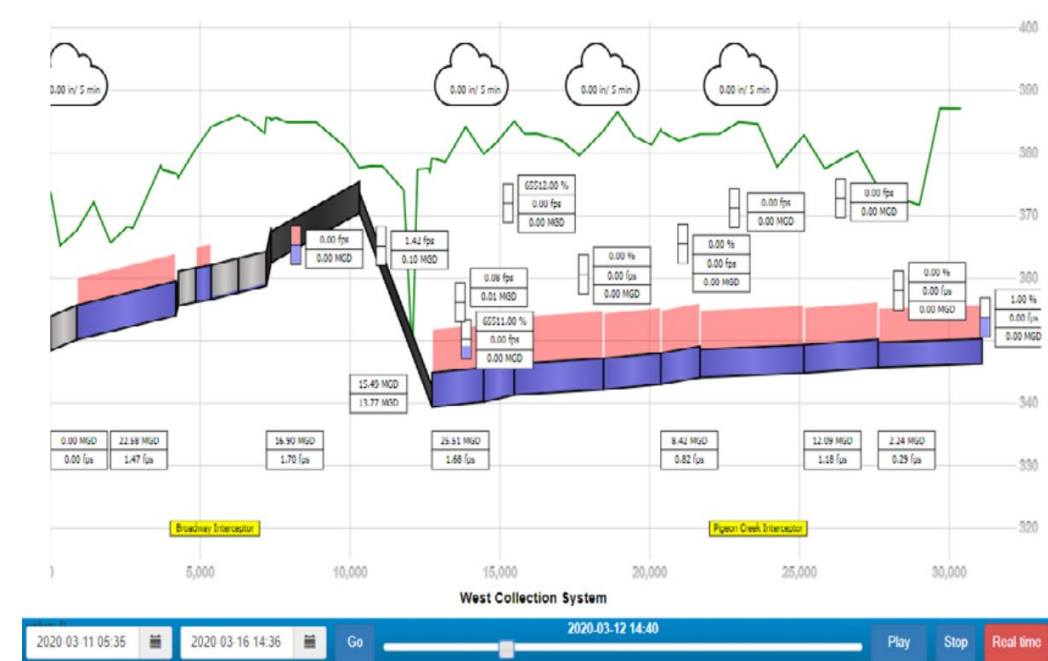 400
0.00 in/ 5 min
0.00 in/ 5 min
0.00 in/ 5 min
0.00 in/ 5 min
390
380
65512.00 %
0.00 fps
0.00 MGD
0.00 fps
0.00 MGD
0.00 fps
0.00 MGD
370
0.00 fps
0.00 MGD
1.42 fps
0.10 MGD
0.00 %
0.00 fps
0.00 MGD
0.00 %
0.00 fps
0.00 MGD
0.08 fps
0.01 MGD
0.00 %
0.00 fps
0.00 MGD
360
65511.00 %
0.00 fps
0.00 MGD
1.00 %
0.00 fps
0.00 MGD
350
15.49 MGD
13.77 MGD
340
0.00 MGD
0.00 fps
22.58 MGD
1.47 fps
16.90 MGD
1.70 fps
25.51 MGD
1.68 fps
8.42 MGD
0.82 fps
12.09 MGD
1.18 fps
2.24 MGD
0.29 fps
330
Broadway Interceptor
Pigeon Creek Interceptor
320
5,000 10,000 15,000 20,000 25,000 30,000
West Collection System
2020-03-11 05:35
2020-03-16 14:36
Go
2020-03-12 14:40
Play
Stop
Real time